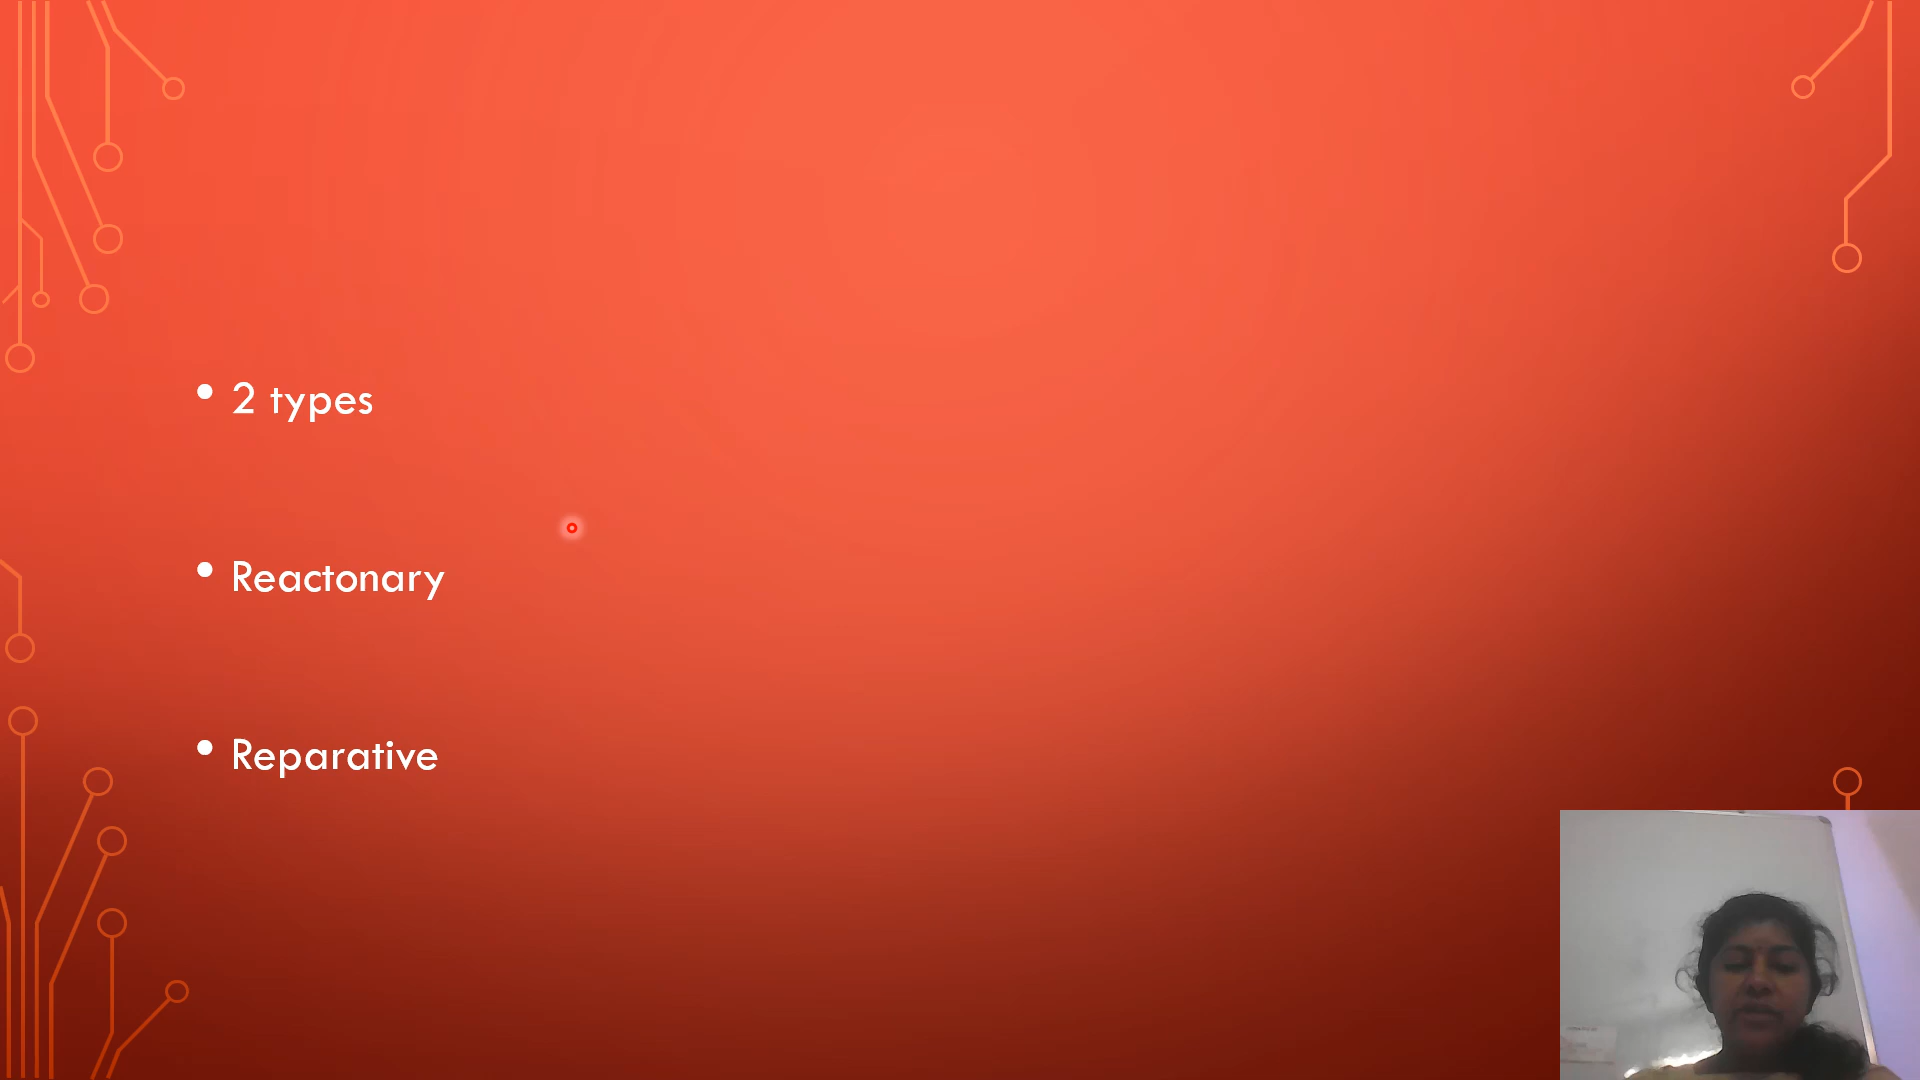 • 2 types
• Reactonary
• Reparative